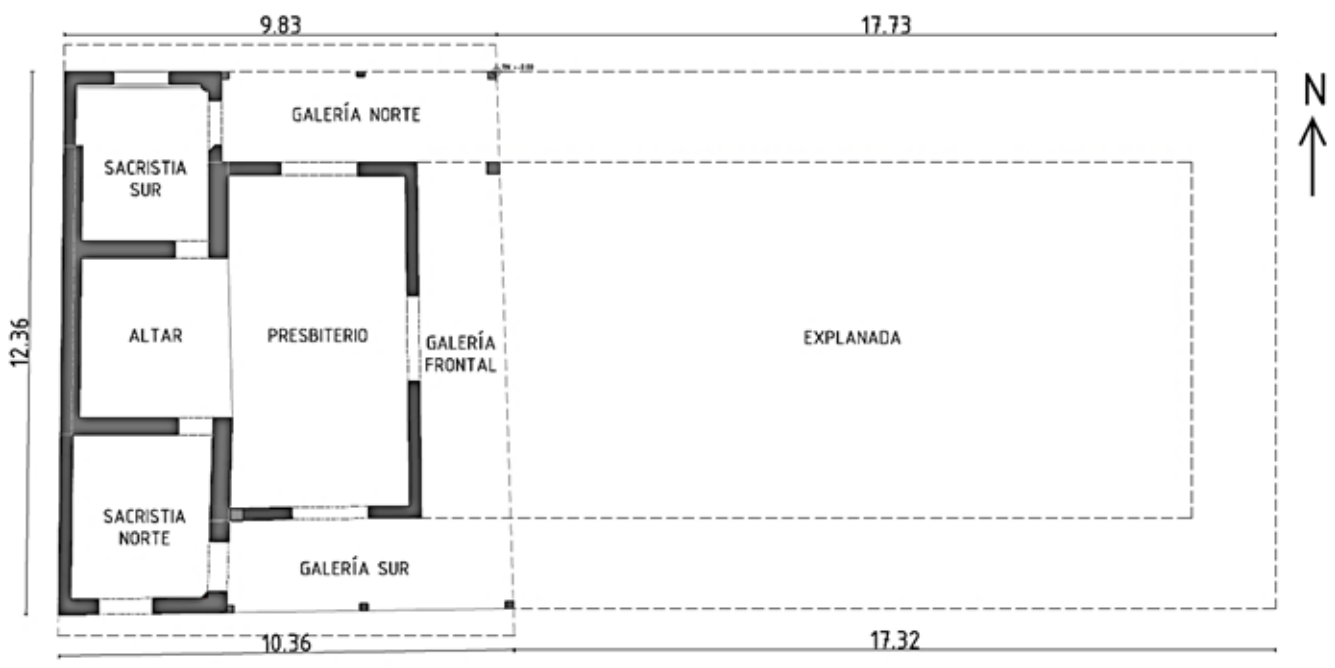 9.83
17.73
N
GALERÍA NORTE
SACRISTIA
SUR
12.36
ALTAR
PRESBITERIO
GALERÍA
FRONTAL
EXPLANADA
SACRISTIA
NORTE
GALERÍA SUR
10.36
17.32